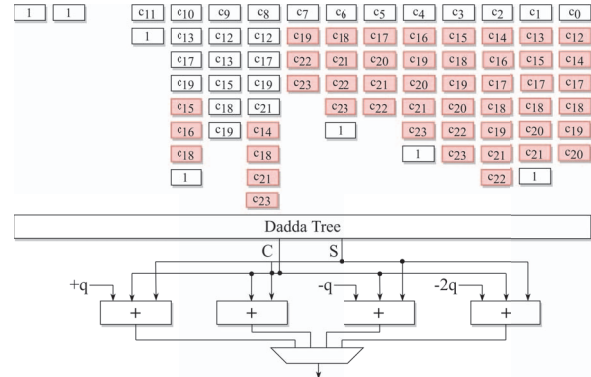 1 1 c11 c10 c9 c8 c7 c6 c5 c4 c3 c2 c1 c0
1 c13 c12 c12 c19 c18 c17 c16 c15 c14 c13 c12
c17 c13 c17 c22 c21 c20 c19 c18 c16 c15 c14
c19 c15 c19 c23 c22 c21 c20 c19 c17 c17 c17
c15 c18 c21 c23 c22 c21 c20 c18 c18 c18
c16 c19 c14 1 c23 c22 c19 c20 c19
c18 c18 1 c23 c21 c21 c20
1 c21 c22 1
c23
Dadda Tree
C S
+q -q -2q
+ + + +